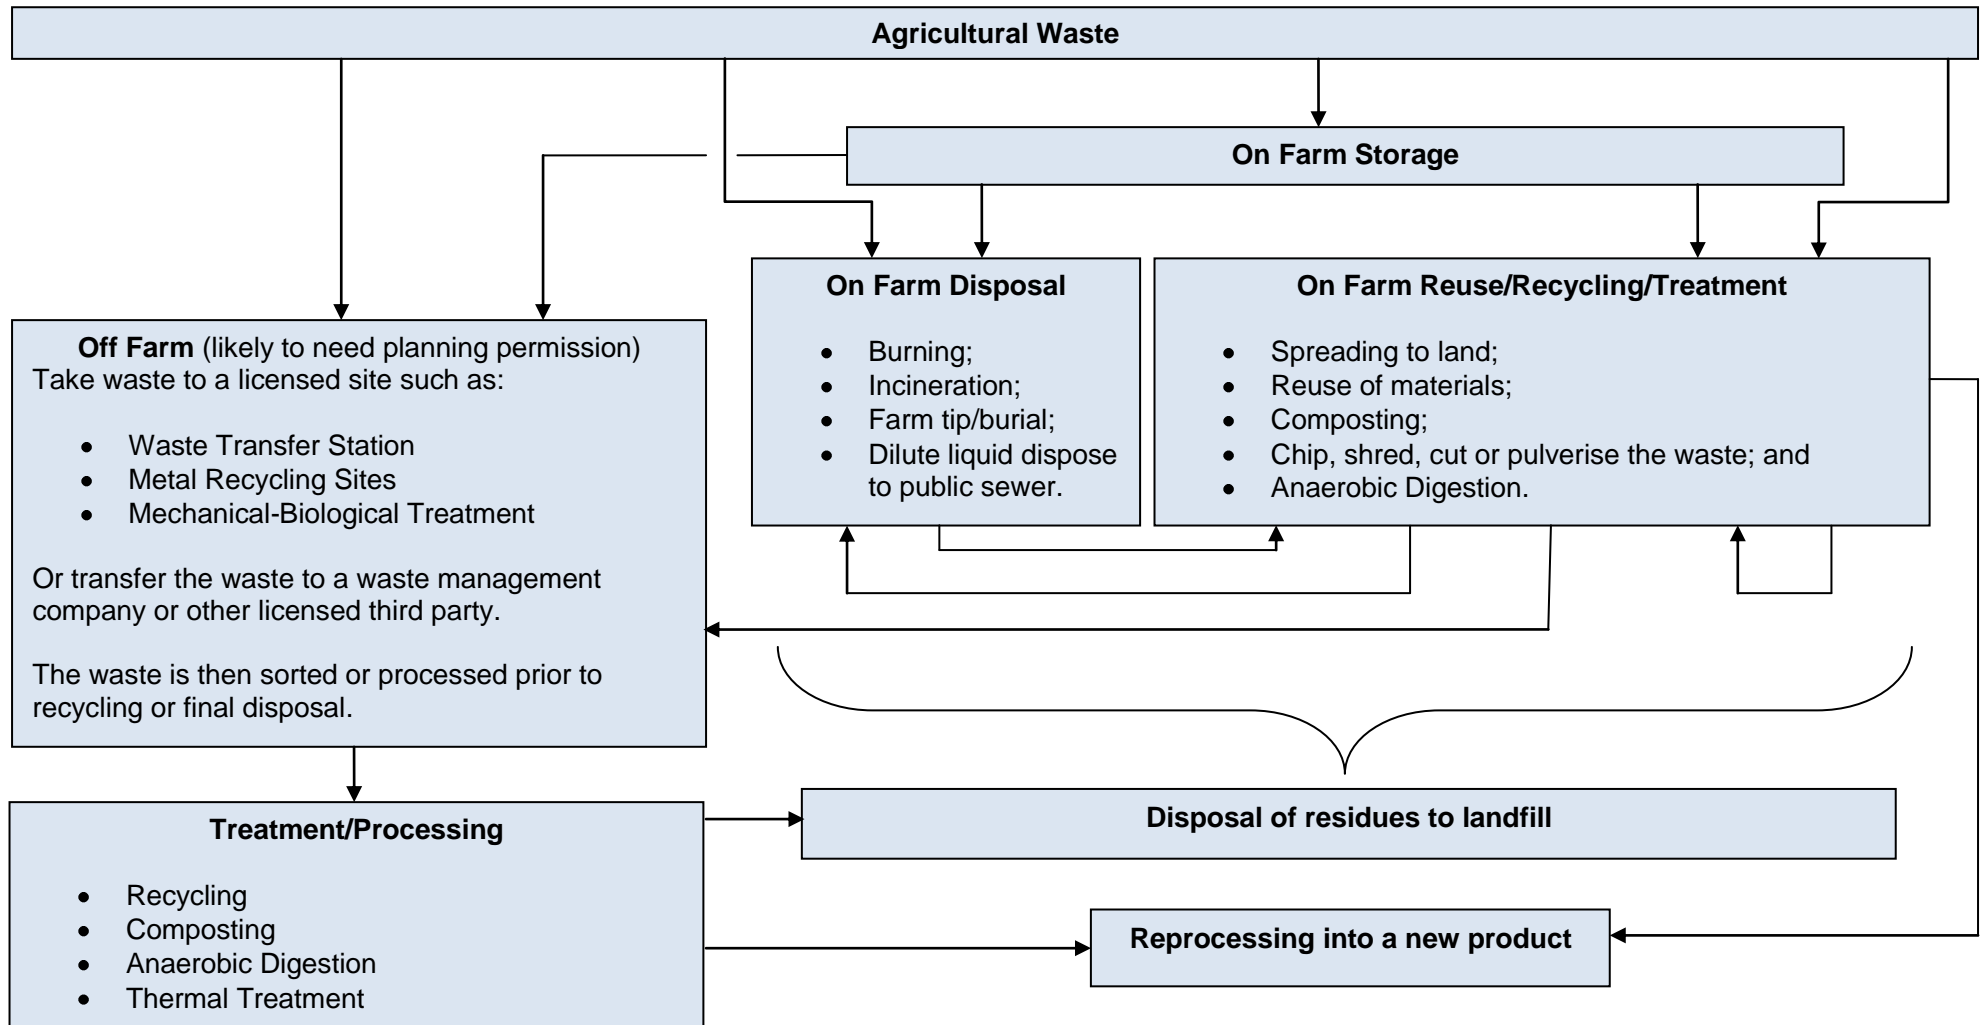 Agricultural Waste
On Farm Storage
On Farm Disposal
• Burning;
• Incineration;
• Farm tip/burial;
• Dilute liquid dispose
to public sewer.
On Farm Reuse/Recycling/Treatment
• Spreading to land;
• Reuse of materials;
• Composting;
• Chip, shred, cut or pulverise the waste; and
• Anaerobic Digestion.
Off Farm (likely to need planning permission)
Take waste to a licensed site such as:
• Waste Transfer Station
• Metal Recycling Sites
• Mechanical-Biological Treatment
Or transfer the waste to a waste management
company or other licensed third party.
The waste is then sorted or processed prior to
recycling or final disposal.
Treatment/Processing
• Recycling
• Composting
• Anaerobic Digestion
• Thermal Treatment
Disposal of residues to landfill
Reprocessing into a new product